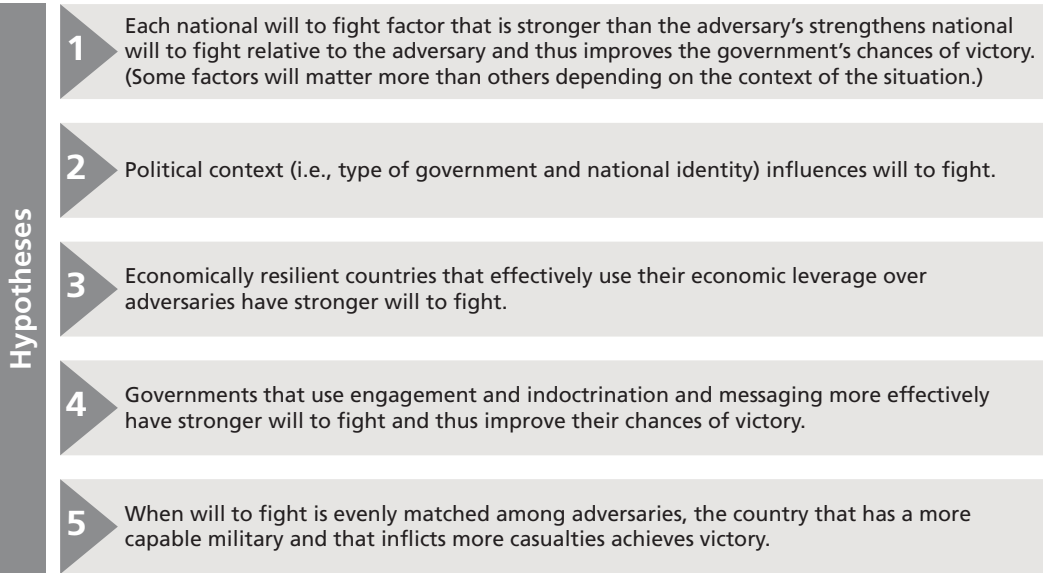 Hypotheses
1
Each national will to fight factor that is stronger than the adversary’s strengthens national
will to fight relative to the adversary and thus improves the government’s chances of victory.
(Some factors will matter more than others depending on the context of the situation.)
2
Political context (i.e., type of government and national identity) influences will to fight.
3
Economically resilient countries that effectively use their economic leverage over
adversaries have stronger will to fight.
4
Governments that use engagement and indoctrination and messaging more effectively
have stronger will to fight and thus improve their chances of victory.
5
When will to fight is evenly matched among adversaries, the country that has a more
capable military and that inflicts more casualties achieves victory.